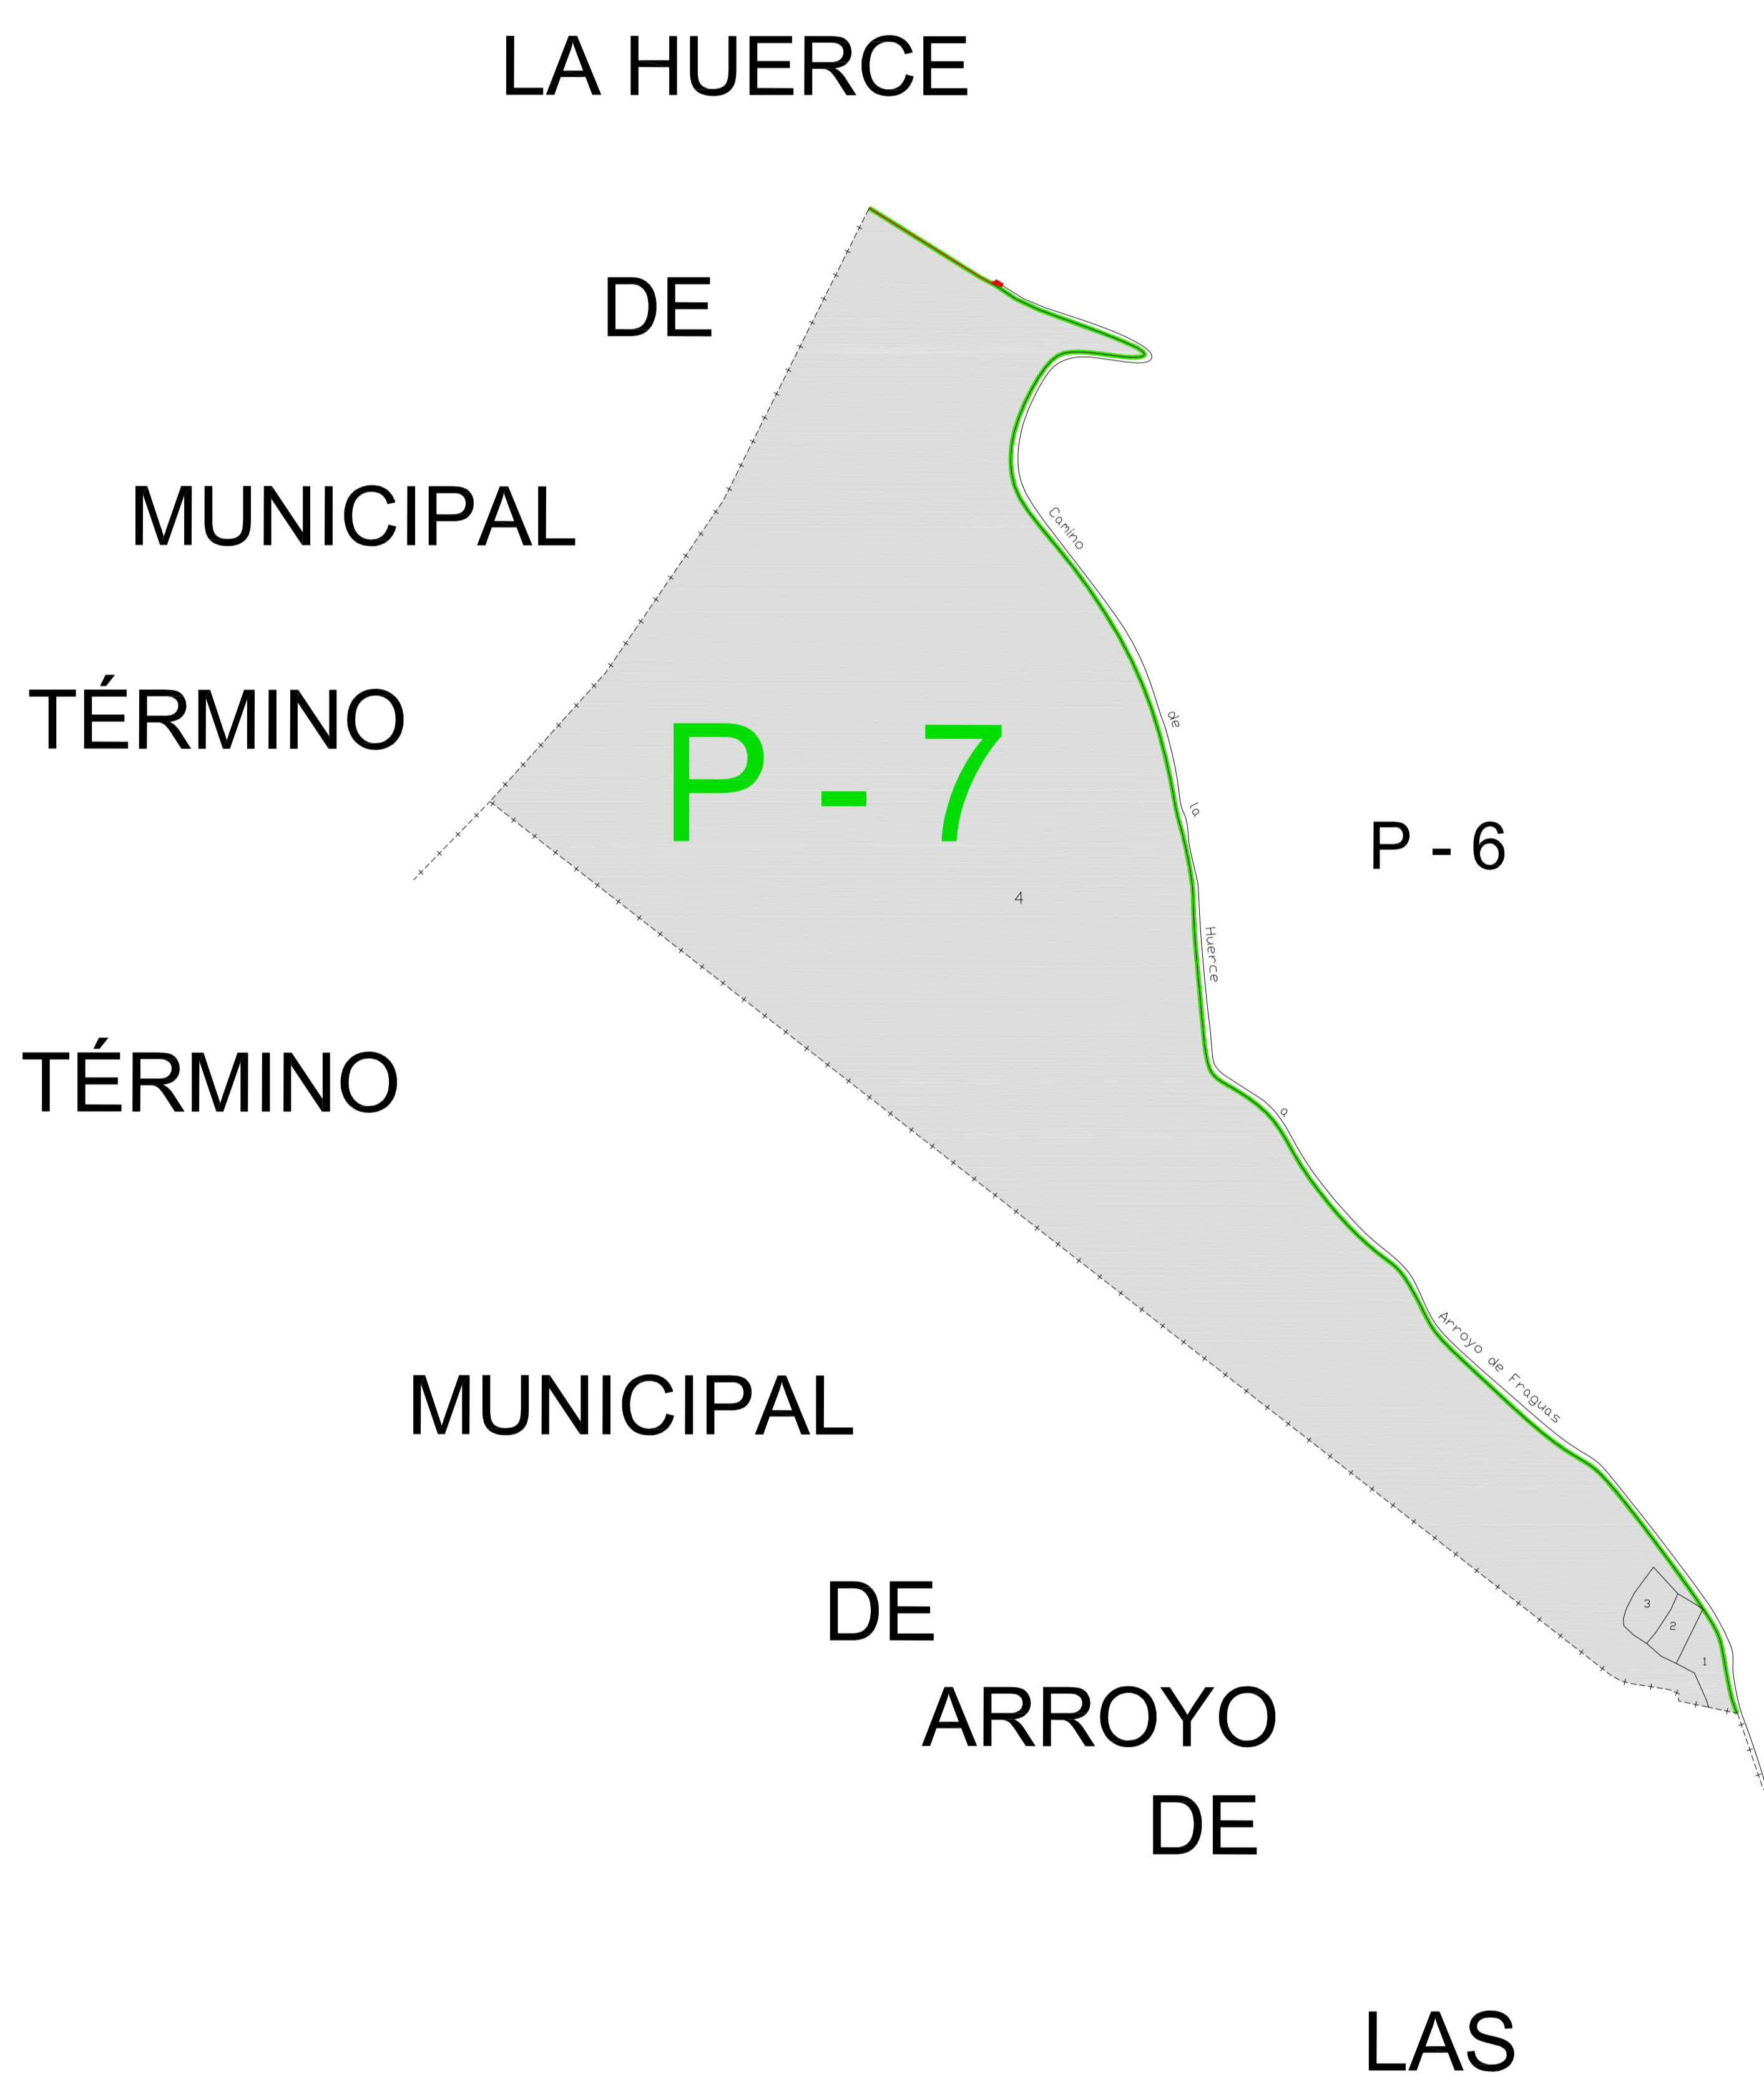 LA HUERCE
DE
MUNICIPAL
TÉRMINO
P - 7
P - 6
4
Camino
de
la
Huerce
a
Arroyo de Fraguas
TÉRMINO
MUNICIPAL
DE
ARROYO
DE
LAS
3
2
1